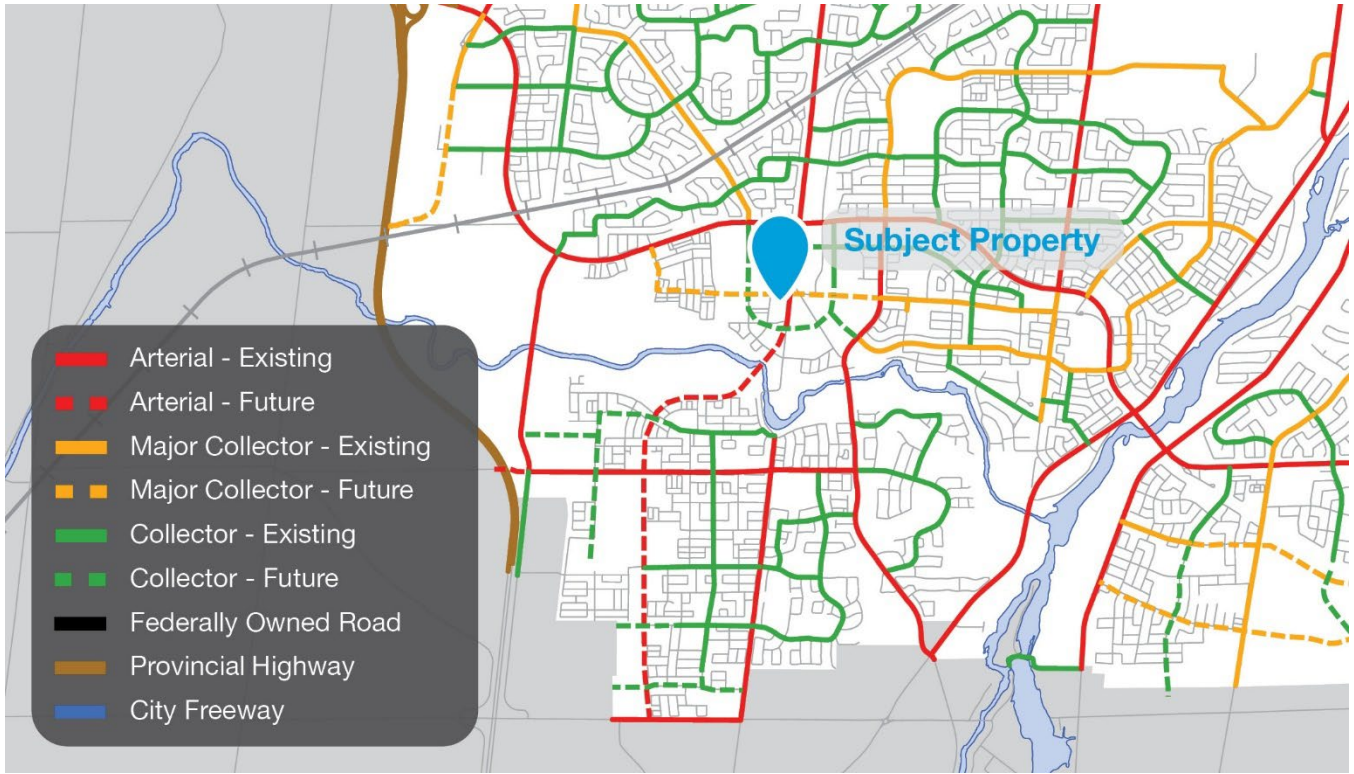 Subject Property
Arterial - Existing
Arterial - Future
Major Collector - Existing
Major Collector - Future
Collector - Existing
Collector - Future
Federally Owned Road
Provincial Highway
City Freeway